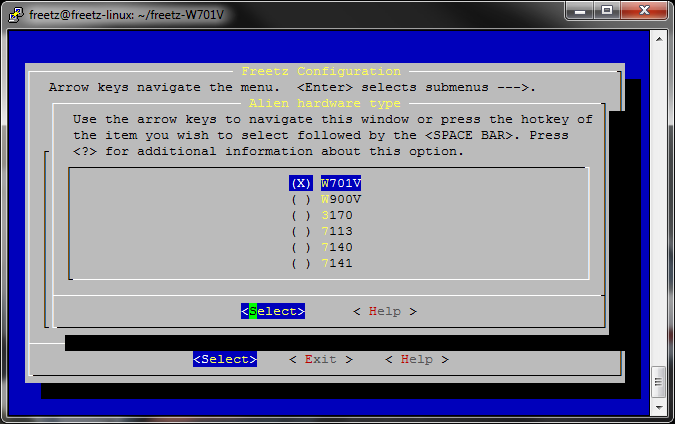 freetz@freetz-linux: ~/freetz-W701V
Freetz Configuration
Arrow keys navigate the menu.  <Enter> selects submenus --->.
Alien hardware type
Use the arrow keys to navigate this window or press the hotkey of
the item you wish to select followed by the <SPACE BAR>. Press
<?> for additional information about this option.
(X) W701V
( ) W900V
( ) 3170
( ) 7113
( ) 7140
( ) 7141
<Select>      < Help >
<Select>    < Exit >    < Help >